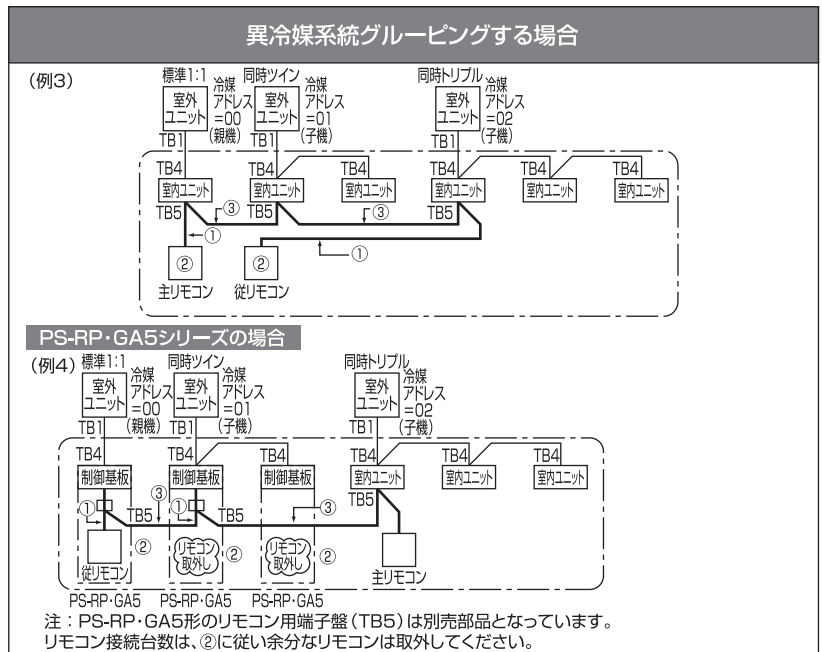 異冷媒系統グルーピングする場合
(例3)
標準1:1
同時ツイン
同時トリプル
室外
ユニット
冷媒
アドレス
=00
(親機)
室外
ユニット
冷媒
アドレス
=01
(子機)
室外
ユニット
冷媒
アドレス
=02
(子機)
TB1
TB1
TB1
TB4
TB4
TB4
TB4
TB4
TB4
室内ユニット
室内ユニット
室内ユニット
室内ユニット
室内ユニット
室内ユニット
TB5
③
TB5
③
TB5
①
①
②
②
主リモコン
従リモコン
PS-RP・GA5シリーズの場合
(例4)
標準1:1
同時ツイン
同時トリプル
室外
ユニット
冷媒
アドレス
=00
(親機)
室外
ユニット
冷媒
アドレス
=01
(子機)
室外
ユニット
冷媒
アドレス
=02
(子機)
TB1
TB1
TB1
TB4
TB4
TB4
TB4
TB4
TB4
制御基板
制御基板
制御基板
室内ユニット
室内ユニット
室内ユニット
①
TB5
③
①
TB5
③
TB5
②
リモコン
取外し
②
リモコン
取外し
②
従リモコン
主リモコン
PS-RP・GA5
PS-RP・GA5
PS-RP・GA5
注：PS-RP・GA5形のリモコン用端子盤(TB5)は別売部品となっています。
リモコン接続台数は、②に従い余分なリモコンは取外してください。